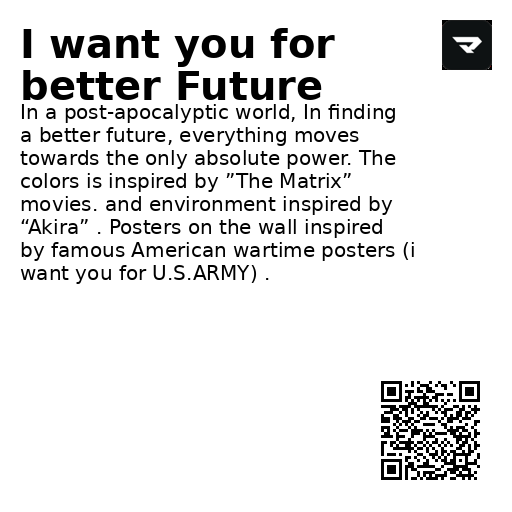 I want you for
better Future
In a post-apocalyptic world, In finding
a better future, everything moves
towards the only absolute power. The
colors is inspired by ”The Matrix”
movies. and environment inspired by
“Akira” . Posters on the wall inspired
by famous American wartime posters (i
want you for U.S.ARMY) .